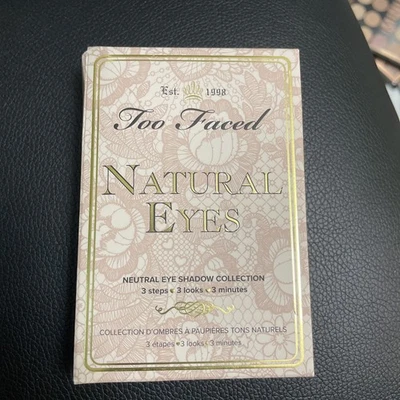 Est. 1998
Too Faced
NATURAL
EYES
NEUTRAL EYE SHADOW COLLECTION
3 steps • 3 looks • 3 minutes
COLLECTION D'OMBRES À PAUPIÈRES TONS NATURELS
3 étapes • 3 looks • 3 minutes